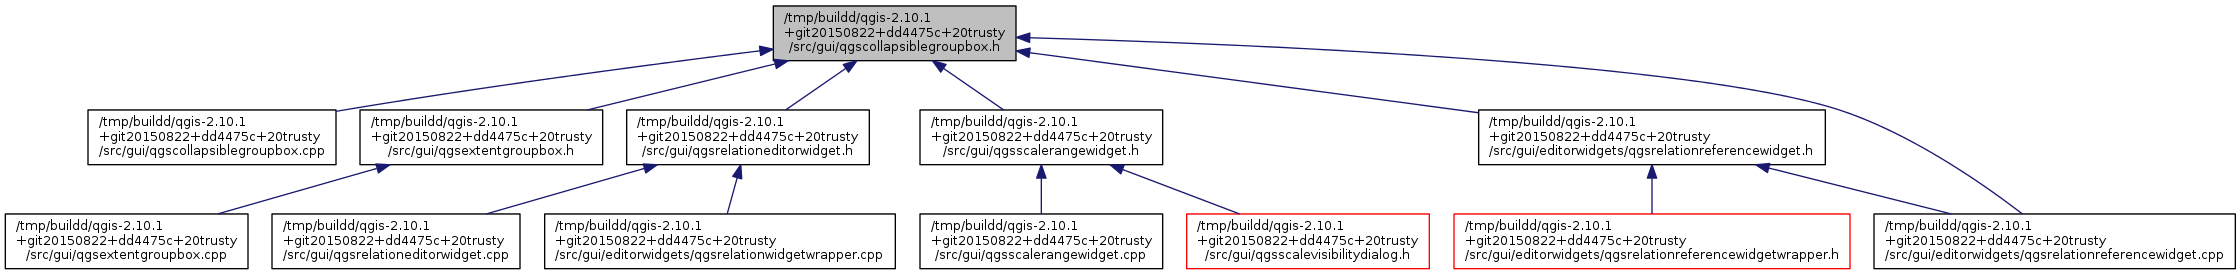 /tmp/buildd/qgis-2.10.1
+git20150822+dd4475c+20trusty
/src/gui/qgscollapsiblegroupbox.h
/tmp/buildd/qgis-2.10.1
+git20150822+dd4475c+20trusty
/src/gui/qgscollapsiblegroupbox.cpp
/tmp/buildd/qgis-2.10.1
+git20150822+dd4475c+20trusty
/src/gui/qgsextentgroupbox.h
/tmp/buildd/qgis-2.10.1
+git20150822+dd4475c+20trusty
/src/gui/qgsrelationeditorwidget.h
/tmp/buildd/qgis-2.10.1
+git20150822+dd4475c+20trusty
/src/gui/qgsscalerangewidget.h
/tmp/buildd/qgis-2.10.1
+git20150822+dd4475c+20trusty
/src/gui/editorwidgets/qgsrelationreferencewidget.h
/tmp/buildd/qgis-2.10.1
+git20150822+dd4475c+20trusty
/src/gui/qgsextentgroupbox.cpp
/tmp/buildd/qgis-2.10.1
+git20150822+dd4475c+20trusty
/src/gui/qgsrelationeditorwidget.cpp
/tmp/buildd/qgis-2.10.1
+git20150822+dd4475c+20trusty
/src/gui/editorwidgets/qgsrelationwidgetwrapper.cpp
/tmp/buildd/qgis-2.10.1
+git20150822+dd4475c+20trusty
/src/gui/qgsscalerangewidget.cpp
/tmp/buildd/qgis-2.10.1
+git20150822+dd4475c+20trusty
/src/gui/qgsscalevisibilitydialog.h
/tmp/buildd/qgis-2.10.1
+git20150822+dd4475c+20trusty
/src/gui/editorwidgets/qgsrelationreferencewidgetwrapper.h
/tmp/buildd/qgis-2.10.1
+git20150822+dd4475c+20trusty
/src/gui/editorwidgets/qgsrelationreferencewidget.cpp